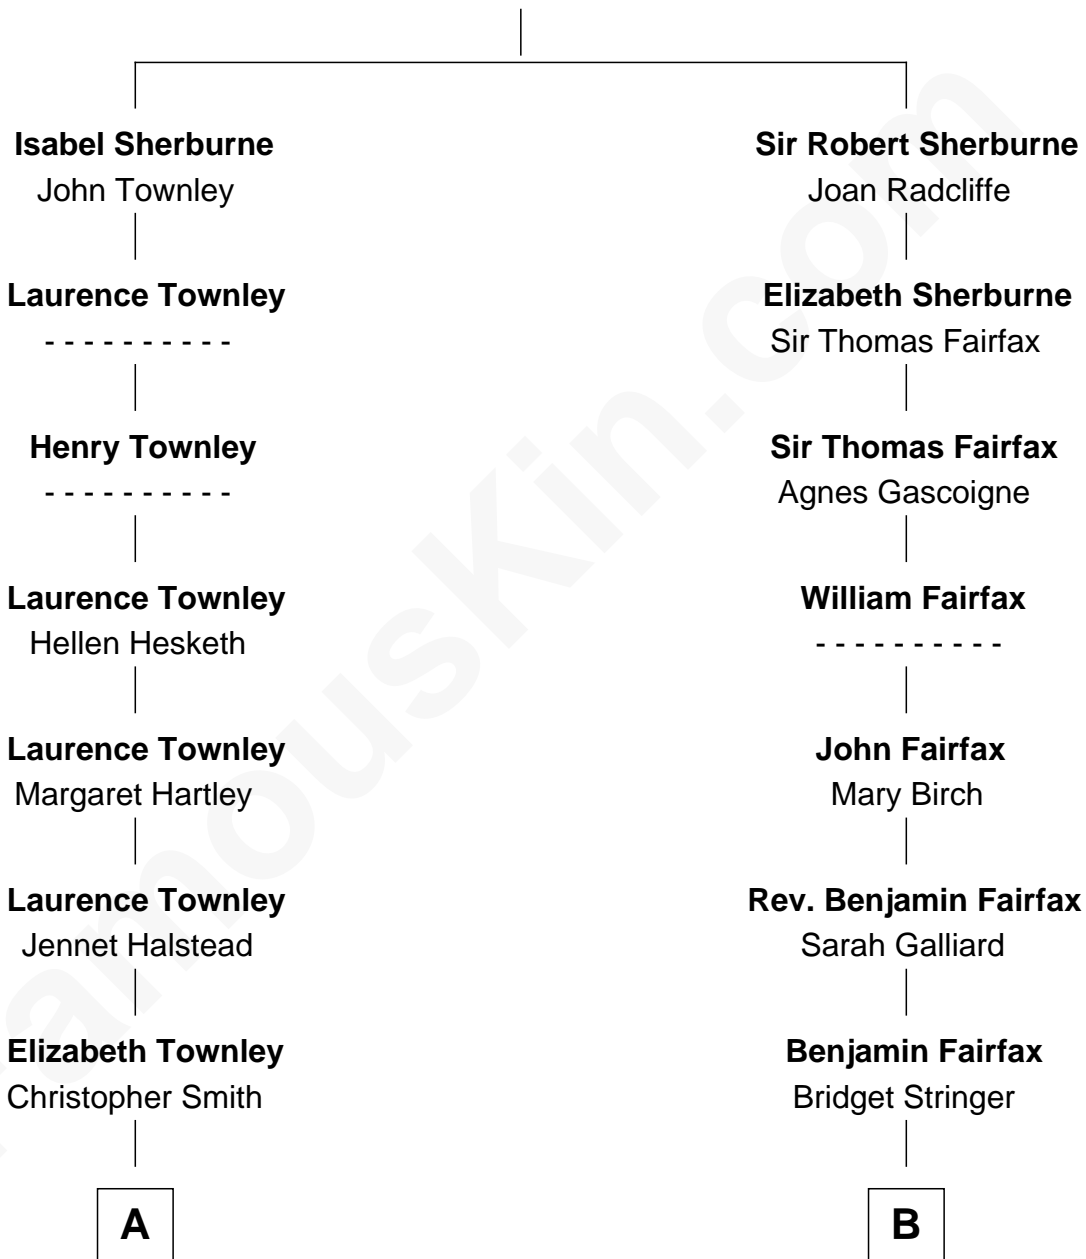 Isabel Sherburne
John Townley
Laurence Townley
- - - - - - - - - -
Henry Townley
- - - - - - - - - -
Laurence Townley
Hellen Hesketh
Laurence Townley
Margaret Hartley
Laurence Townley
Jennet Halstead
Elizabeth Townley
Christopher Smith
A
Sir Robert Sherburne
Joan Radcliffe
Elizabeth Sherburne
Sir Thomas Fairfax
Sir Thomas Fairfax
Agnes Gascoigne
William Fairfax
- - - - - - - - - -
John Fairfax
Mary Birch
Rev. Benjamin Fairfax
Sarah Galliard
Benjamin Fairfax
Bridget Stringer
B
FamousKin.com